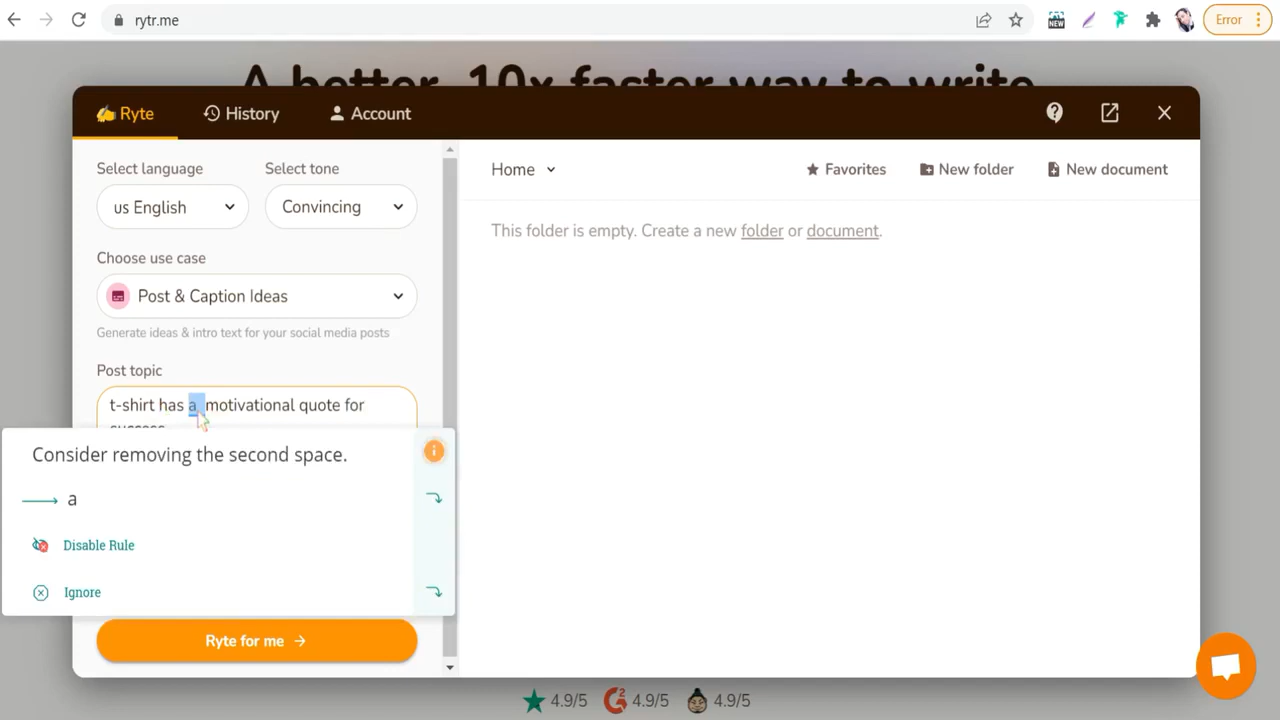 rytr.me
NEW
Error
A better, 10x faster way to write
Ryte
History
Account
Select language
Select tone
us English
Convincing
Choose use case
Post & Caption Ideas
Generate ideas & intro text for your social media posts
Post topic
t-shirt has a  motivational quote for
success
Consider removing the second space.
a
Disable Rule
Ignore
Ryte for me
Home
Favorites
New folder
New document
This folder is empty. Create a new folder or document.
4.9/5
4.9/5
4.9/5